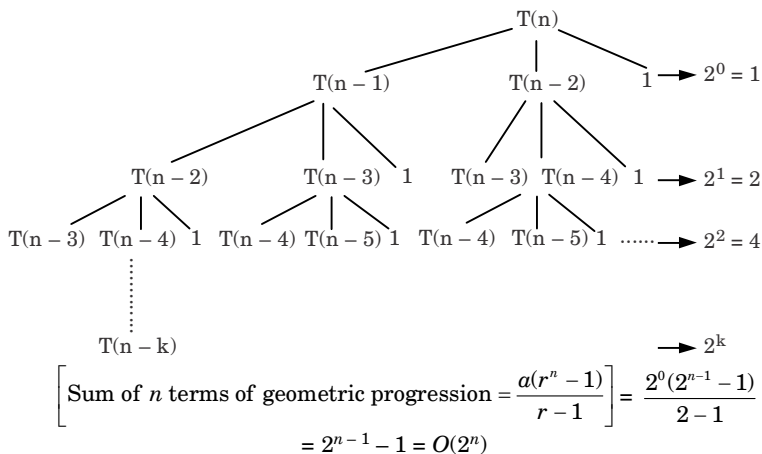 T(n)
T(n – 1) T(n – 2) 1 → 2⁰ = 1
T(n – 2) T(n – 3) 1 T(n – 3) T(n – 4) 1 → 2¹ = 2
T(n – 3) T(n – 4) 1 T(n – 4) T(n – 5) 1 T(n – 4) T(n – 5) 1 ...... → 2² = 4
T(n – k) → 2ᵏ
[Sum of n terms of geometric progression = a(rⁿ – 1) / r – 1] = 2⁰(2ⁿ⁻¹ – 1) / 2 – 1
= 2ⁿ ⁻ ¹ – 1 = O(2ⁿ)